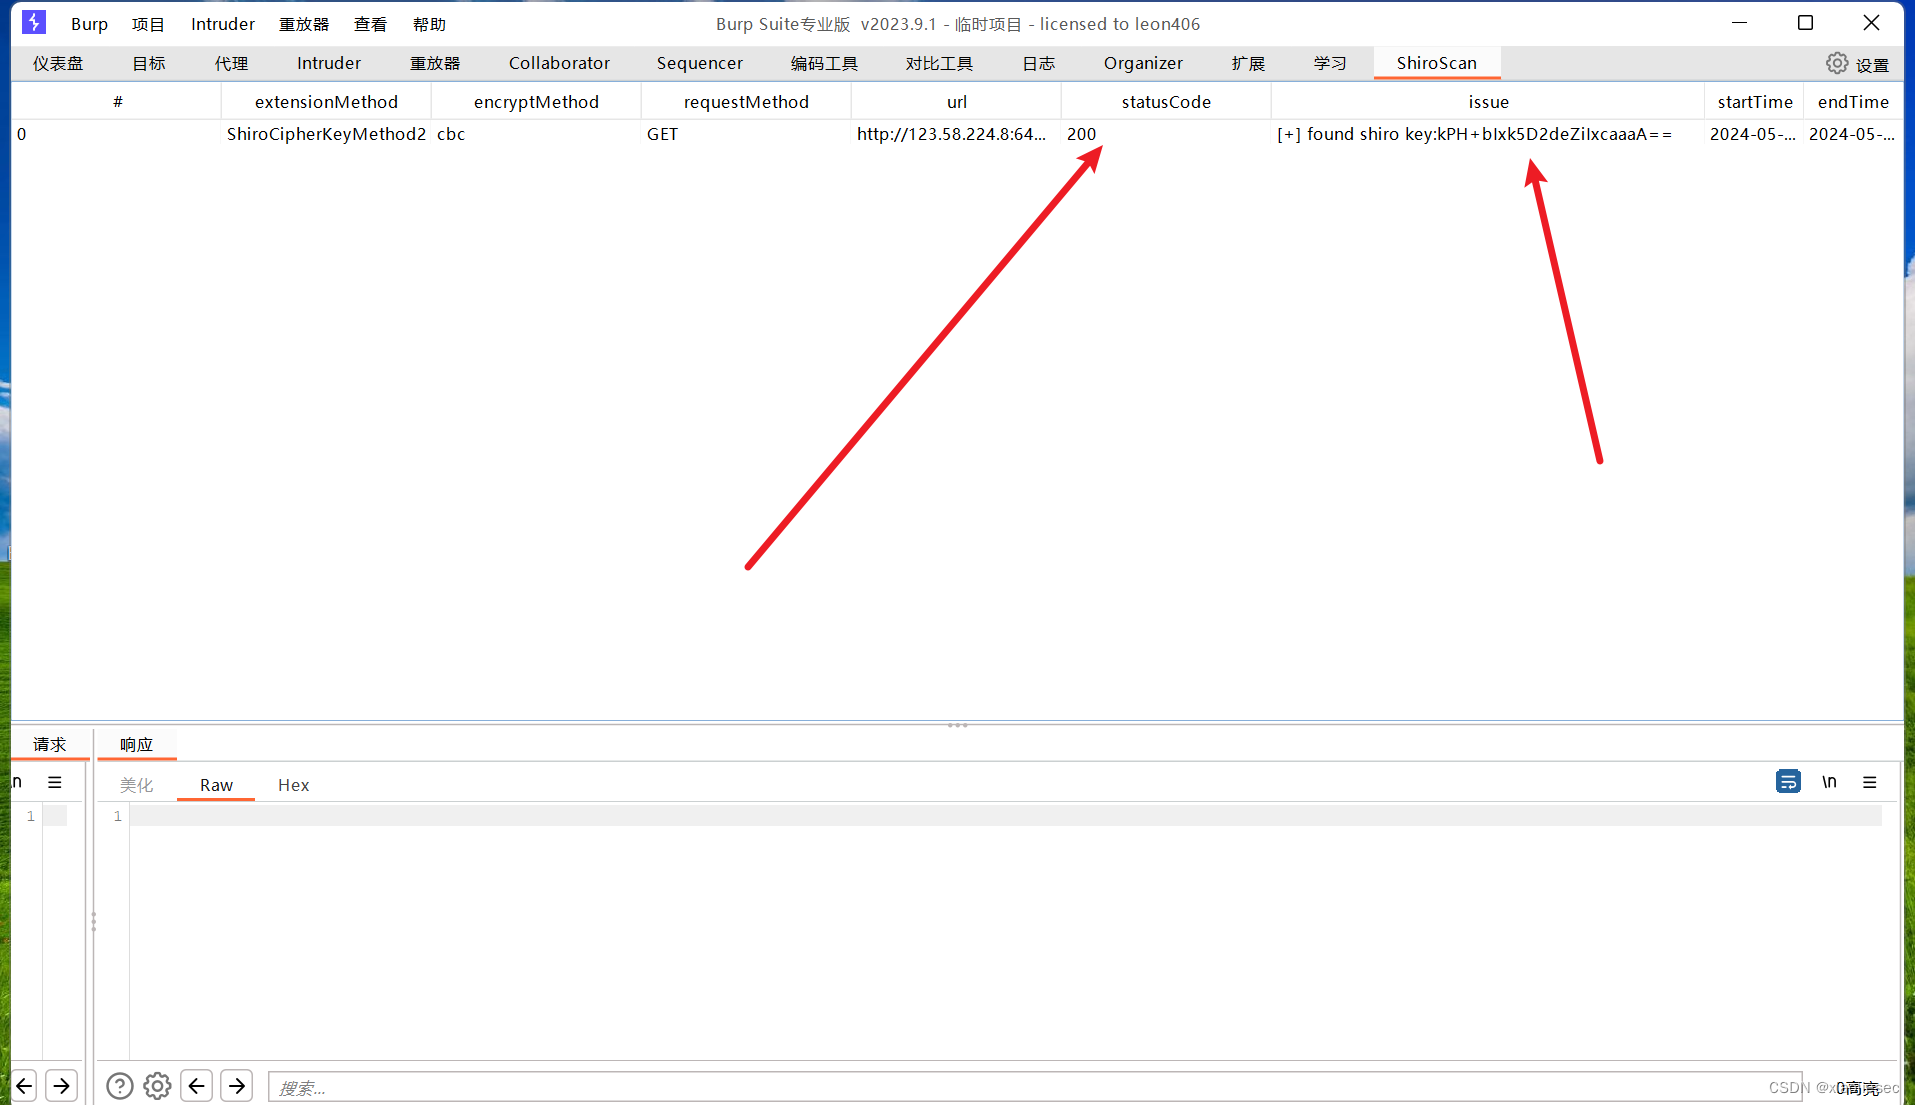 Burp 项目 Intruder 重放器 查看 帮助 Burp Suite专业版 v2023.9.1 - 临时项目 - licensed to leon406
仪表盘 目标 代理 Intruder 重放器 Collaborator Sequencer 编码工具 对比工具 日志 Organizer 扩展 学习 ShiroScan 设置
# extensionMethod encryptMethod requestMethod url statusCode issue startTime endTime
0 ShiroCipherKeyMethod2 cbc GET http://123.58.224.8:64... 200 [+] found shiro key:kPH+bIxk5D2deZiIxcaaaA== 2024-05-... 2024-05-...
请求 响应
\n 美化 Raw Hex \n
1 1
搜索... 0高亮
CSDN